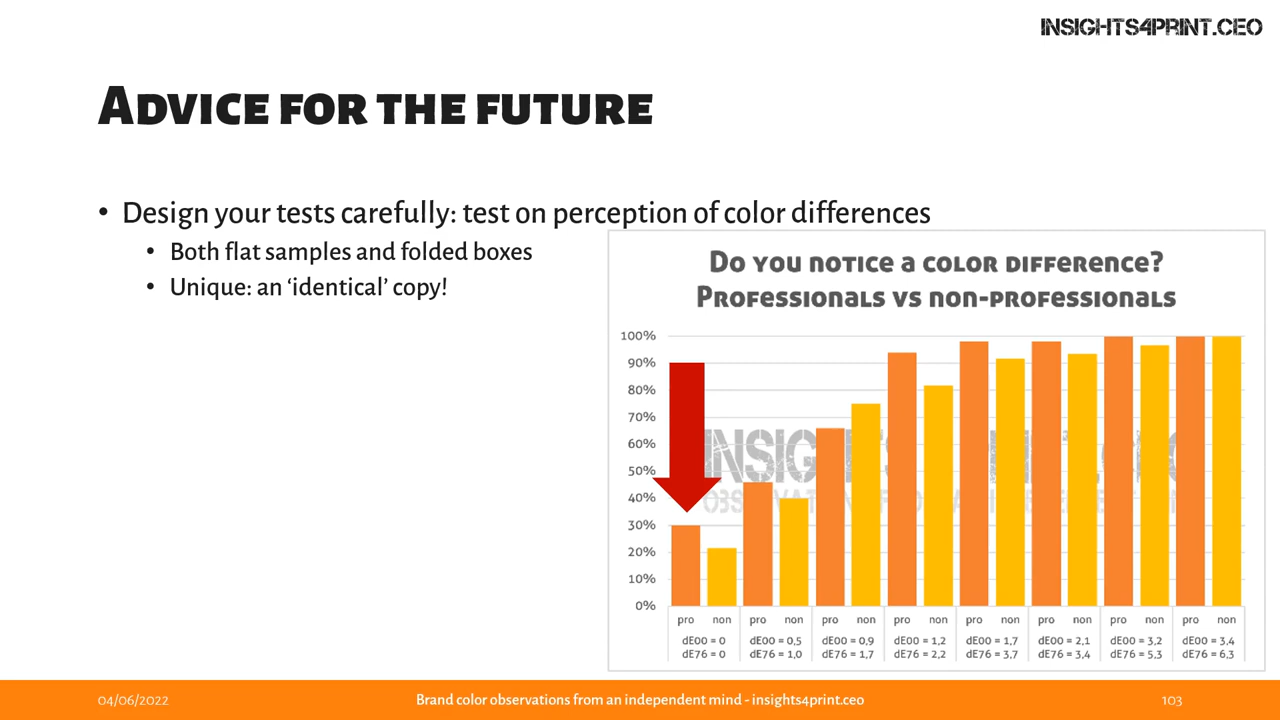 INSIGHTS4PRINT.CEO
Advice for the future
• Design your tests carefully: test on perception of color differences
• Both flat samples and folded boxes
• Unique: an ‘identical’ copy!
Do you notice a color difference?
Professionals vs non-professionals
100%
90%
80%
70%
60%
50%
40%
30%
20%
10%
0%
pro non pro non pro non pro non pro non pro non pro non pro non
dE00 = 0 dE00 = 0,5 dE00 = 0,9 dE00 = 1,2 dE00 = 1,7 dE00 = 2,1 dE00 = 3,2 dE00 = 3,4
dE76 = 0 dE76 = 1,0 dE76 = 1,7 dE76 = 2,2 dE76 = 3,7 dE76 = 3,4 dE76 = 5,3 dE76 = 6,3
04/06/2022 Brand color observations from an independent mind - insights4print.ceo 103